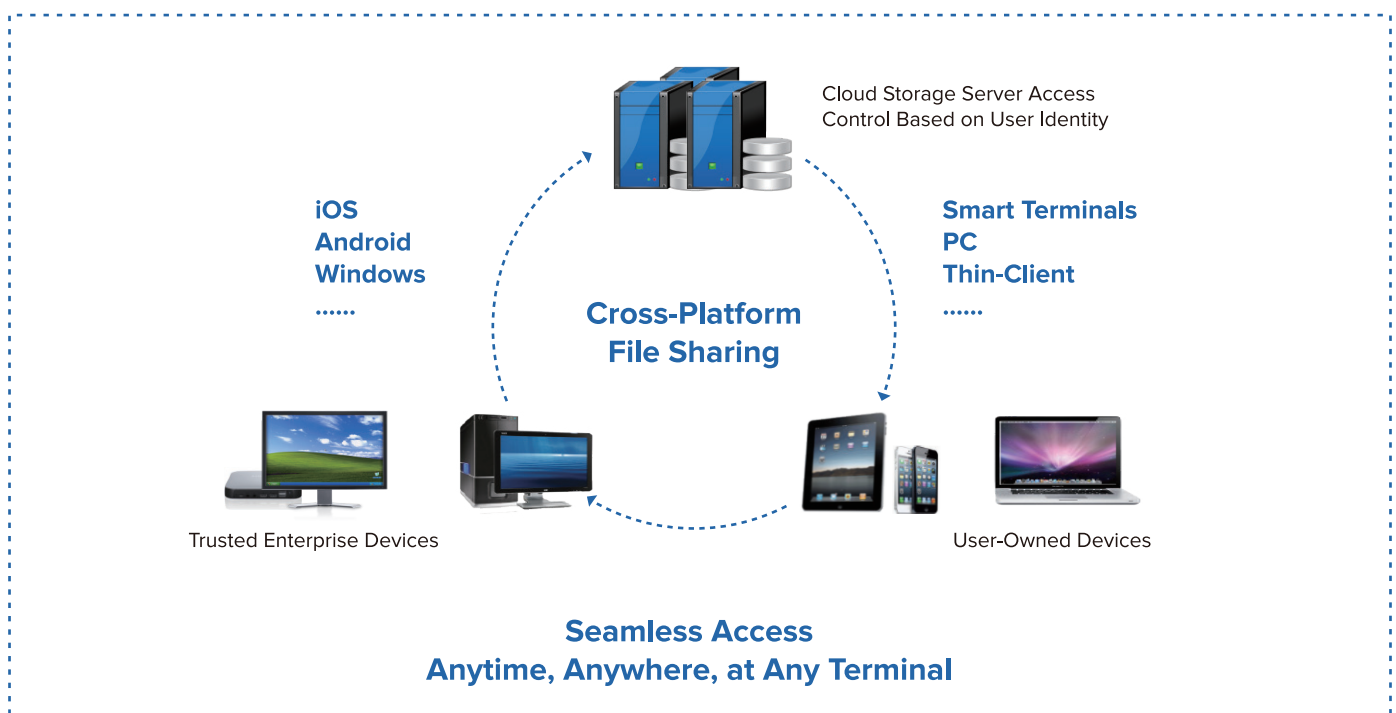 Cloud Storage Server Access
Control Based on User Identity
iOS
Android
Windows
......
Smart Terminals
PC
Thin-Client
......
Cross-Platform
File Sharing
Trusted Enterprise Devices
User-Owned Devices
Seamless Access
Anytime, Anywhere, at Any Terminal